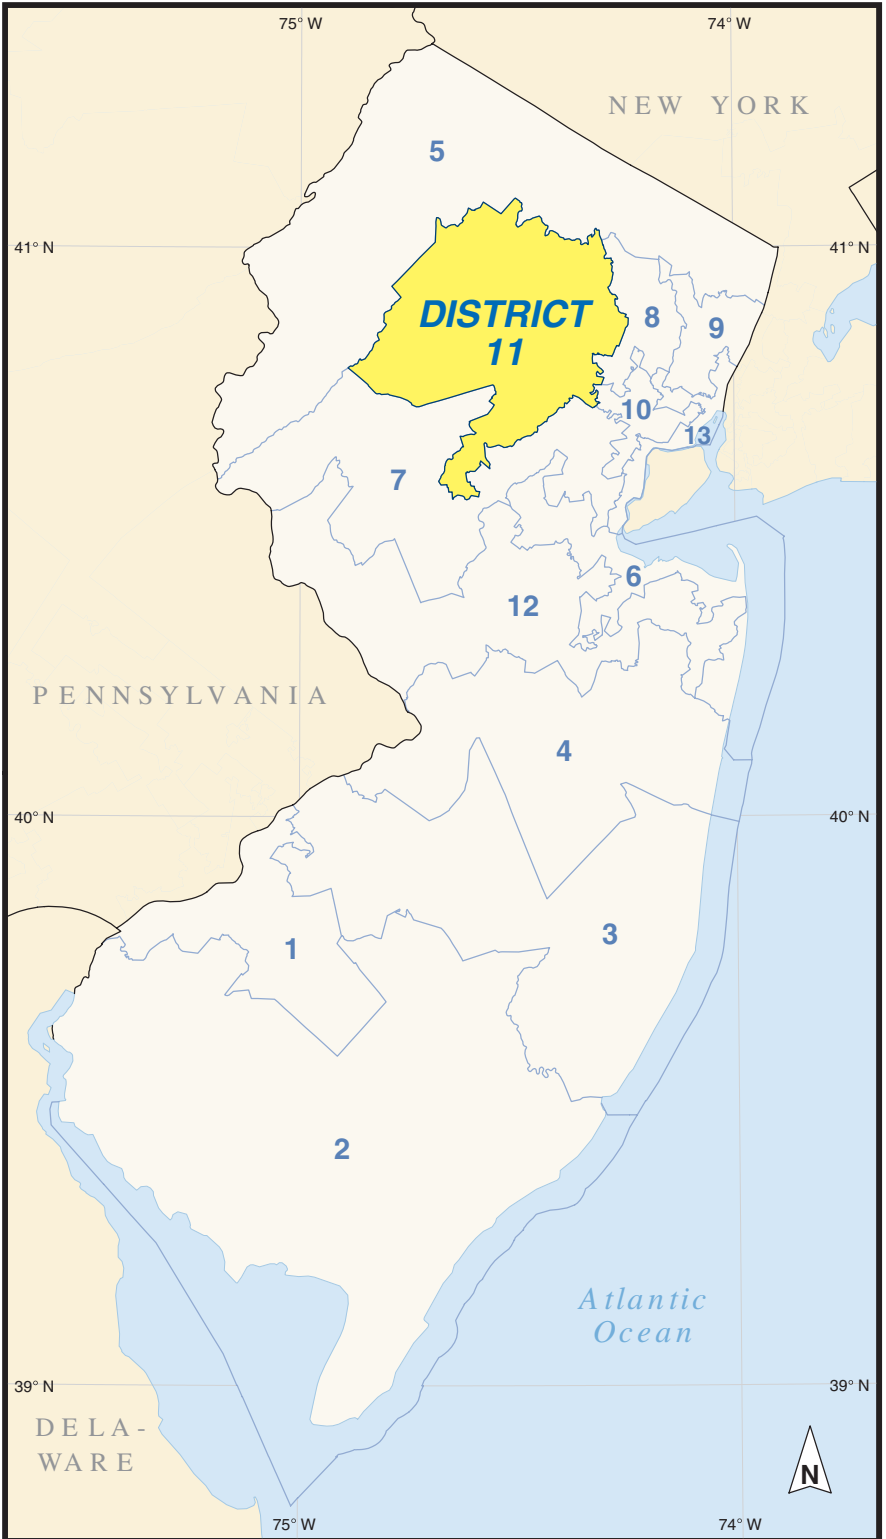 75° W
74° W
NEW YORK
5
41° N
41° N
DISTRICT
11
8
9
10
13
7
6
12
PENNSYLVANIA
4
40° N
40° N
3
1
2
Atlantic
Ocean
39° N
39° N
DELA-
WARE
N
75° W
74° W